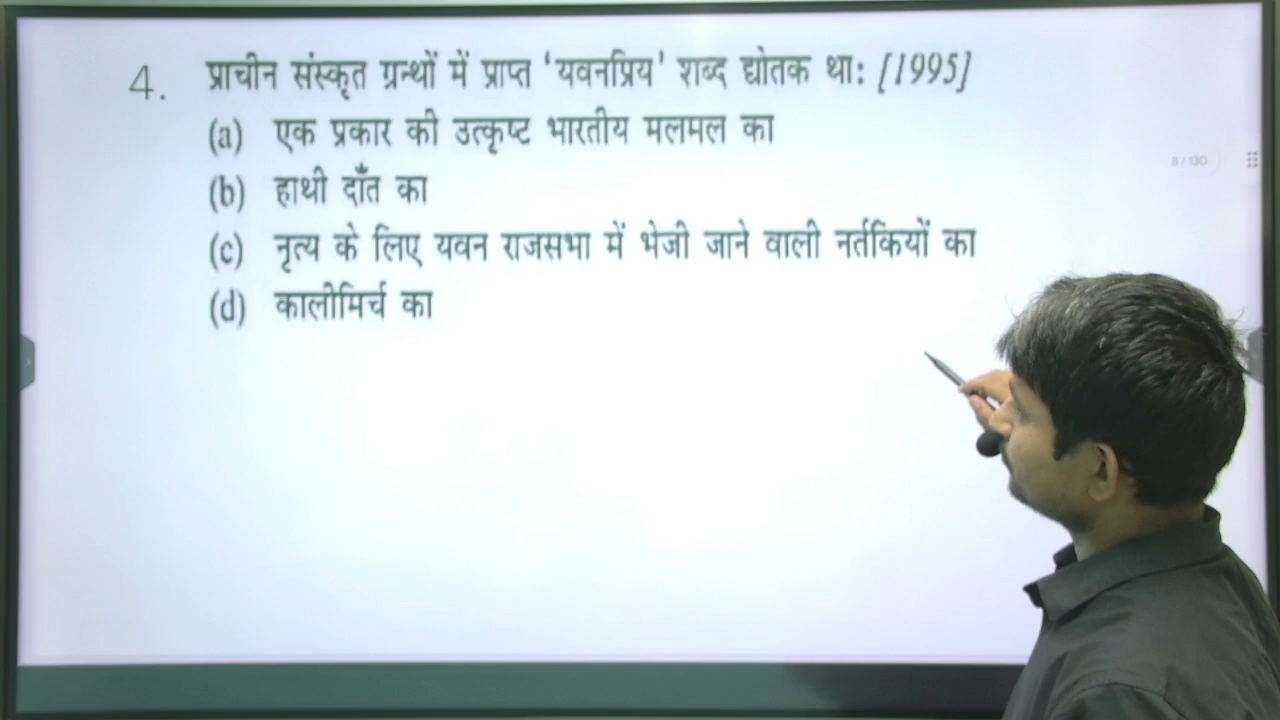 4. प्राचीन संस्कृत ग्रन्थों में प्राप्त 'यवनप्रिय' शब्द द्योतक थाः [1995]
(a) एक प्रकार की उत्कृष्ट भारतीय मलमल का
(b) हाथी दाँत का
(c) नृत्य के लिए यवन राजसभा में भेजी जाने वाली नर्तकियों का
(d) कालीमिर्च का
8 / 130